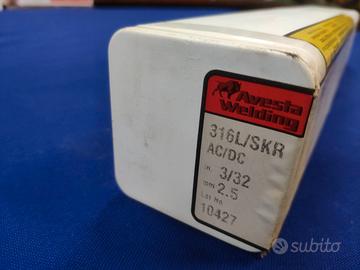 Avesta
Welding
316L/SKR
AC/DC
in. 3/32
mm 2.5
Lot No.
10427
subito